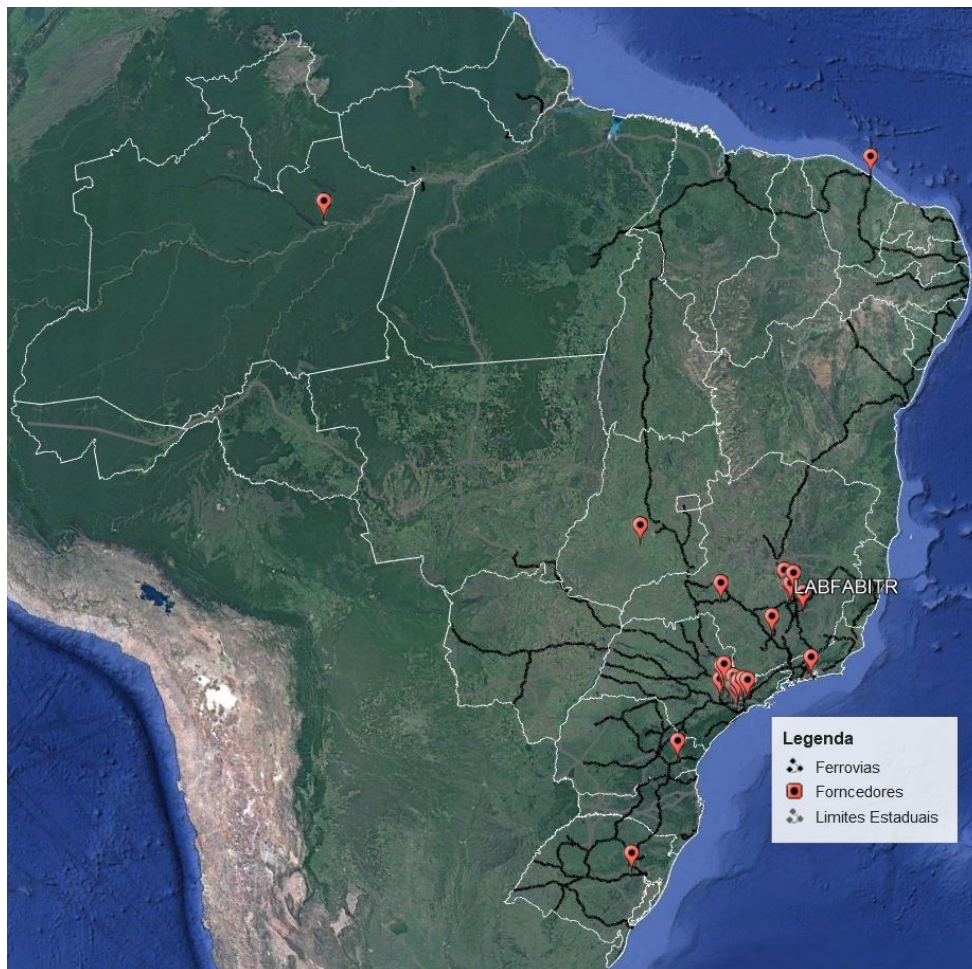 LABFABITR
Legenda
Ferrovias
Forncedores
Limites Estaduais